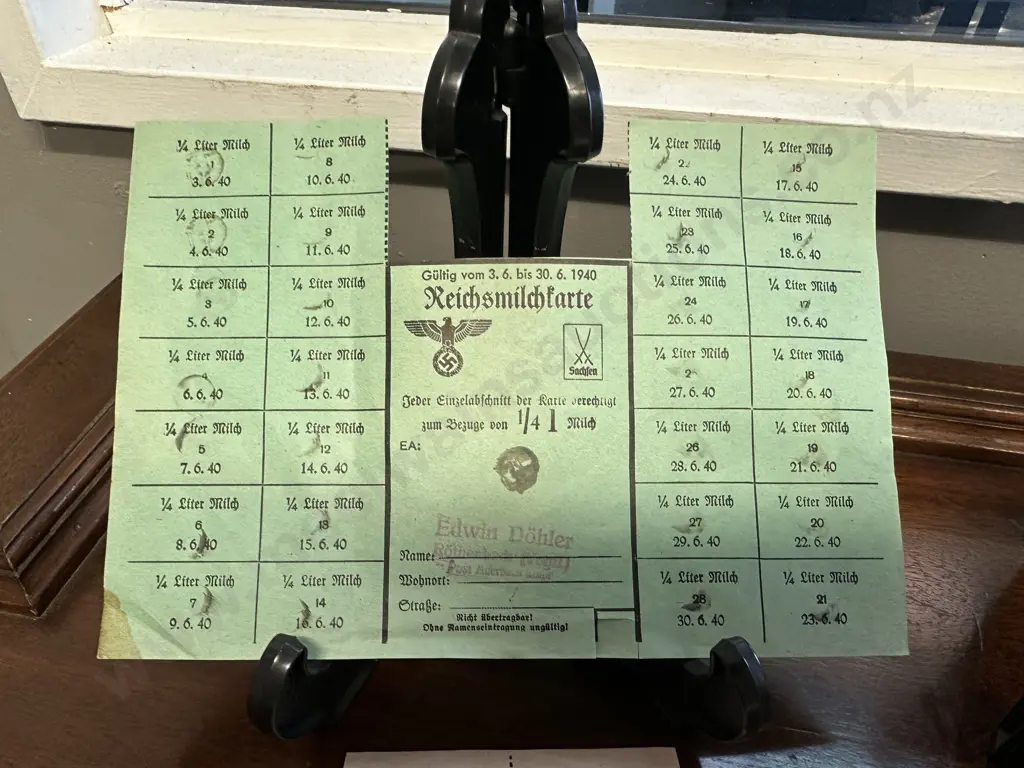 1/4 Liter Milch
1
3. 6. 40
1/4 Liter Milch
8
10. 6. 40
1/4 Liter Milch
2
4. 6. 40
1/4 Liter Milch
9
11. 6. 40
1/4 Liter Milch
3
5. 6. 40
1/4 Liter Milch
10
12. 6. 40
1/4 Liter Milch
4
6. 6. 40
1/4 Liter Milch
11
13. 6. 40
1/4 Liter Milch
5
7. 6. 40
1/4 Liter Milch
12
14. 6. 40
1/4 Liter Milch
6
8. 6. 40
1/4 Liter Milch
13
15. 6. 40
1/4 Liter Milch
7
9. 6. 40
1/4 Liter Milch
14
16. 6. 40
Gültig vom 3. 6. bis 30. 6. 1940
Reichsmilchkarte
Sachsen
Jeder Einzelabschnitt der Karte berechtigt
zum Bezuge von 1/4 l Milch
EA:
Edwin Döhler
Name:
Post
Wohnort:
Straße:
Nicht übertragbar!
Ohne Namenseintragung ungültig!
1/4 Liter Milch
2
24. 6. 40
1/4 Liter Milch
15
17. 6. 40
1/4 Liter Milch
23
25. 6. 40
1/4 Liter Milch
16
18. 6. 40
1/4 Liter Milch
24
26. 6. 40
1/4 Liter Milch
17
19. 6. 40
1/4 Liter Milch
2
27. 6. 40
1/4 Liter Milch
18
20. 6. 40
1/4 Liter Milch
26
28. 6. 40
1/4 Liter Milch
19
21. 6. 40
1/4 Liter Milch
27
29. 6. 40
1/4 Liter Milch
20
22. 6. 40
1/4 Liter Milch
28
30. 6. 40
1/4 Liter Milch
21
23. 6. 40